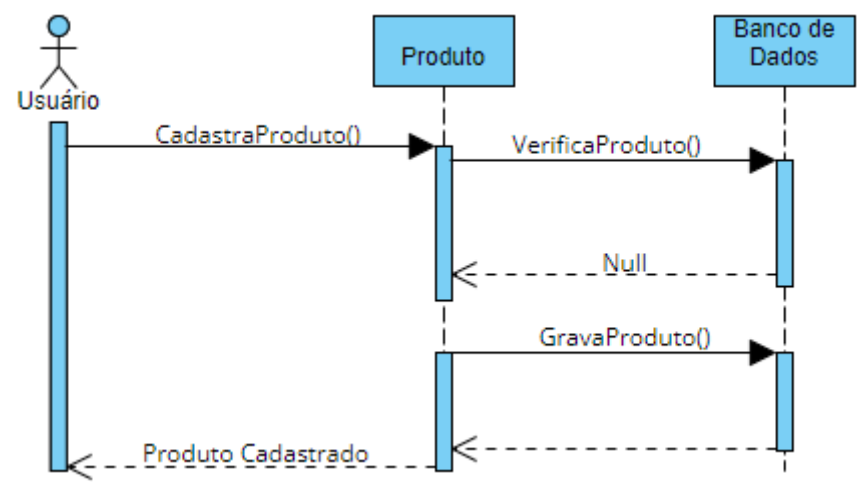 Usuário
Produto
Banco de
Dados
CadastraProduto()
VerificaProduto()
Null
GravaProduto()
Produto Cadastrado